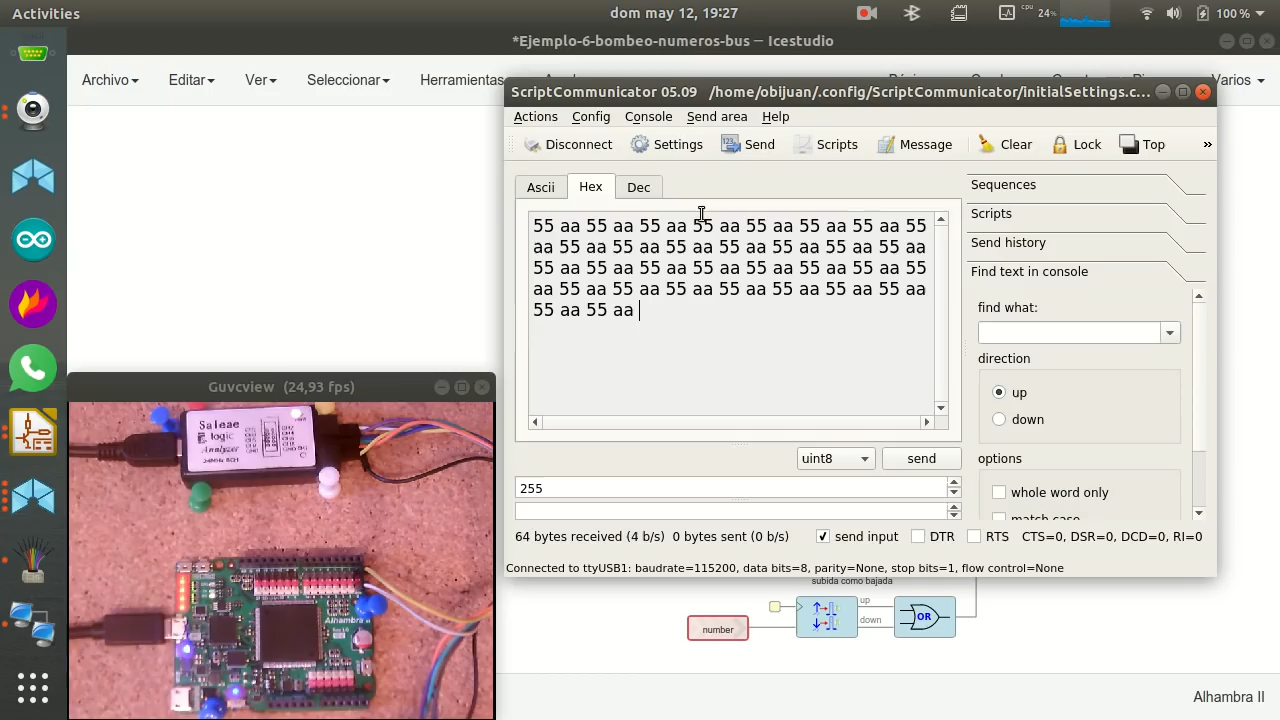 Activities
dom may 12, 19:27
cpu 24%
100 %
*Ejemplo-6-bombeo-numeros-bus — Icestudio
Archivo Editar Ver Seleccionar Herramientas
Varios
ScriptCommunicator 05.09 /home/obijuan/.config/ScriptCommunicator/initialSettings.c...
Actions Config Console Send area Help
Disconnect Settings Send Scripts Message Clear Lock Top »
Ascii Hex Dec
55 aa 55 aa 55 aa 55 aa 55 aa 55 aa 55 aa 55
aa 55 aa 55 aa 55 aa 55 aa 55 aa 55 aa 55 aa
55 aa 55 aa 55 aa 55 aa 55 aa 55 aa 55 aa 55
aa 55 aa 55 aa 55 aa 55 aa 55 aa 55 aa 55 aa
55 aa 55 aa
Sequences
Scripts
Send history
Find text in console
find what:
direction
up
down
options
whole word only
match case
uint8 send
255
64 bytes received (4 b/s) 0 bytes sent (0 b/s) send input DTR RTS CTS=0, DSR=0, DCD=0, RI=0
Connected to ttyUSB1: baudrate=115200, data bits=8, parity=None, stop bits=1, flow control=None
subida como bajada
number
up
down
OR
Alhambra II
Guvcview (24,93 fps)
Saleae
logic
Analyzer
24MHz 8CH
Alhambra II